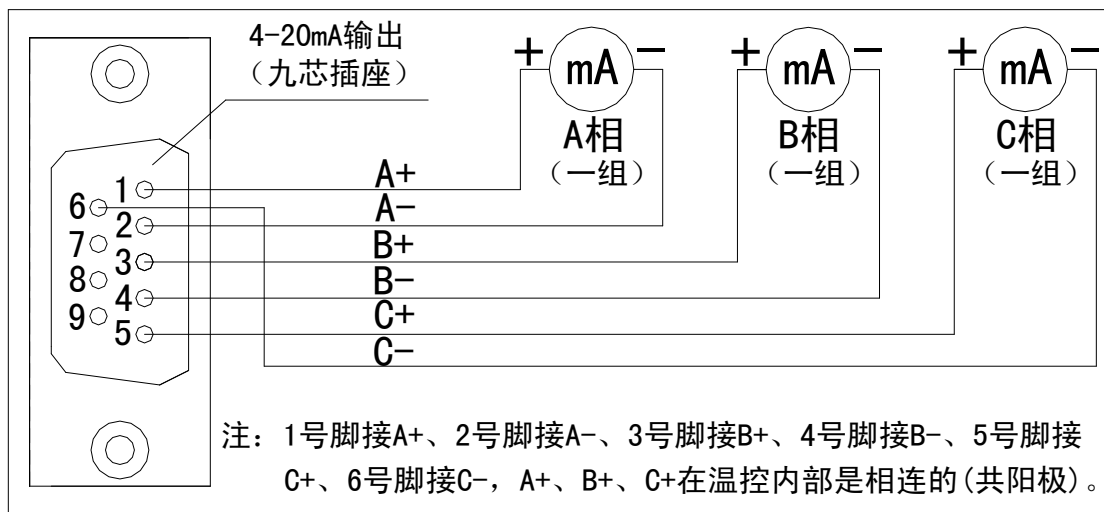 4-20mA输出
（九芯插座）
+ mA −
A相
（一组）
+ mA −
B相
（一组）
+ mA −
C相
（一组）
1
6
2
7
3
8
4
9
5
A+
A-
B+
B-
C+
C-
注：1号脚接A+、2号脚接A-、3号脚接B+、4号脚接B-、5号脚接
C+、6号脚接C-，A+、B+、C+在温控内部是相连的(共阳极)。